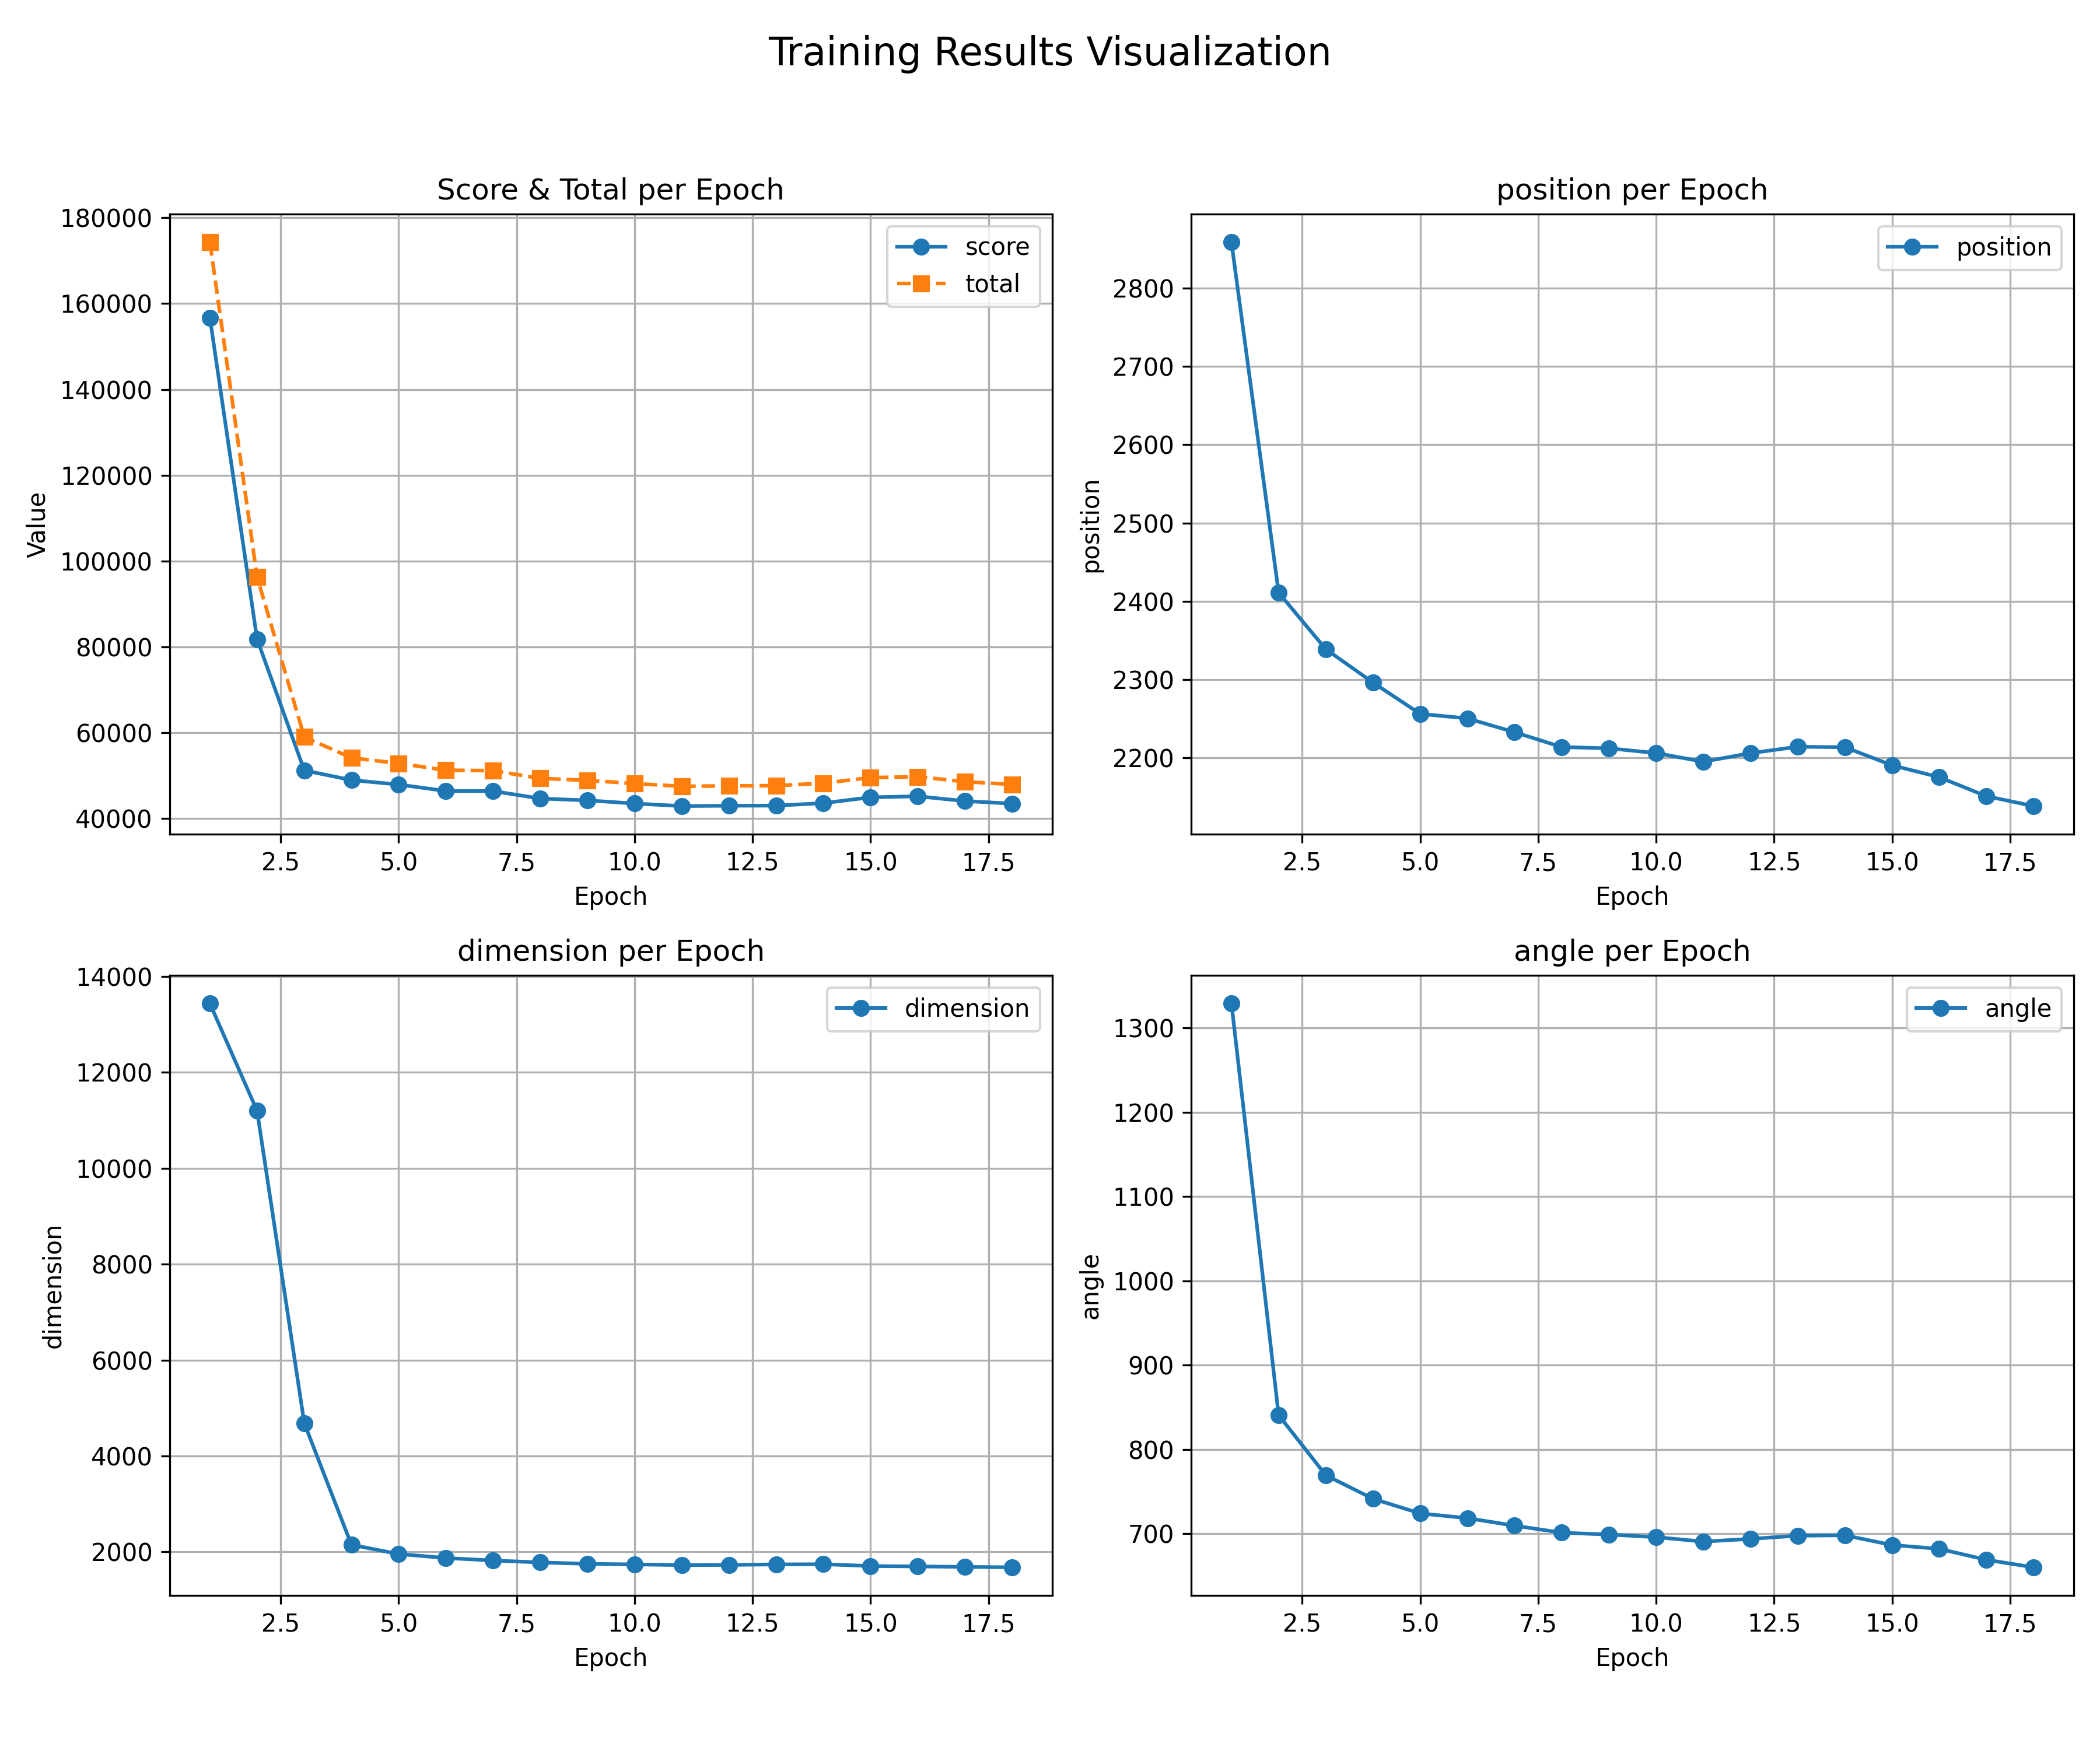 Training Results Visualization
Score & Total per Epoch
180000
160000
140000
120000
100000
80000
60000
40000
Value
score
total
2.5 5.0 7.5 10.0 12.5 15.0 17.5
Epoch
position per Epoch
2800
2700
2600
2500
2400
2300
2200
position
position
2.5 5.0 7.5 10.0 12.5 15.0 17.5
Epoch
dimension per Epoch
14000
12000
10000
8000
6000
4000
2000
dimension
dimension
2.5 5.0 7.5 10.0 12.5 15.0 17.5
Epoch
angle per Epoch
1300
1200
1100
1000
900
800
700
angle
angle
2.5 5.0 7.5 10.0 12.5 15.0 17.5
Epoch